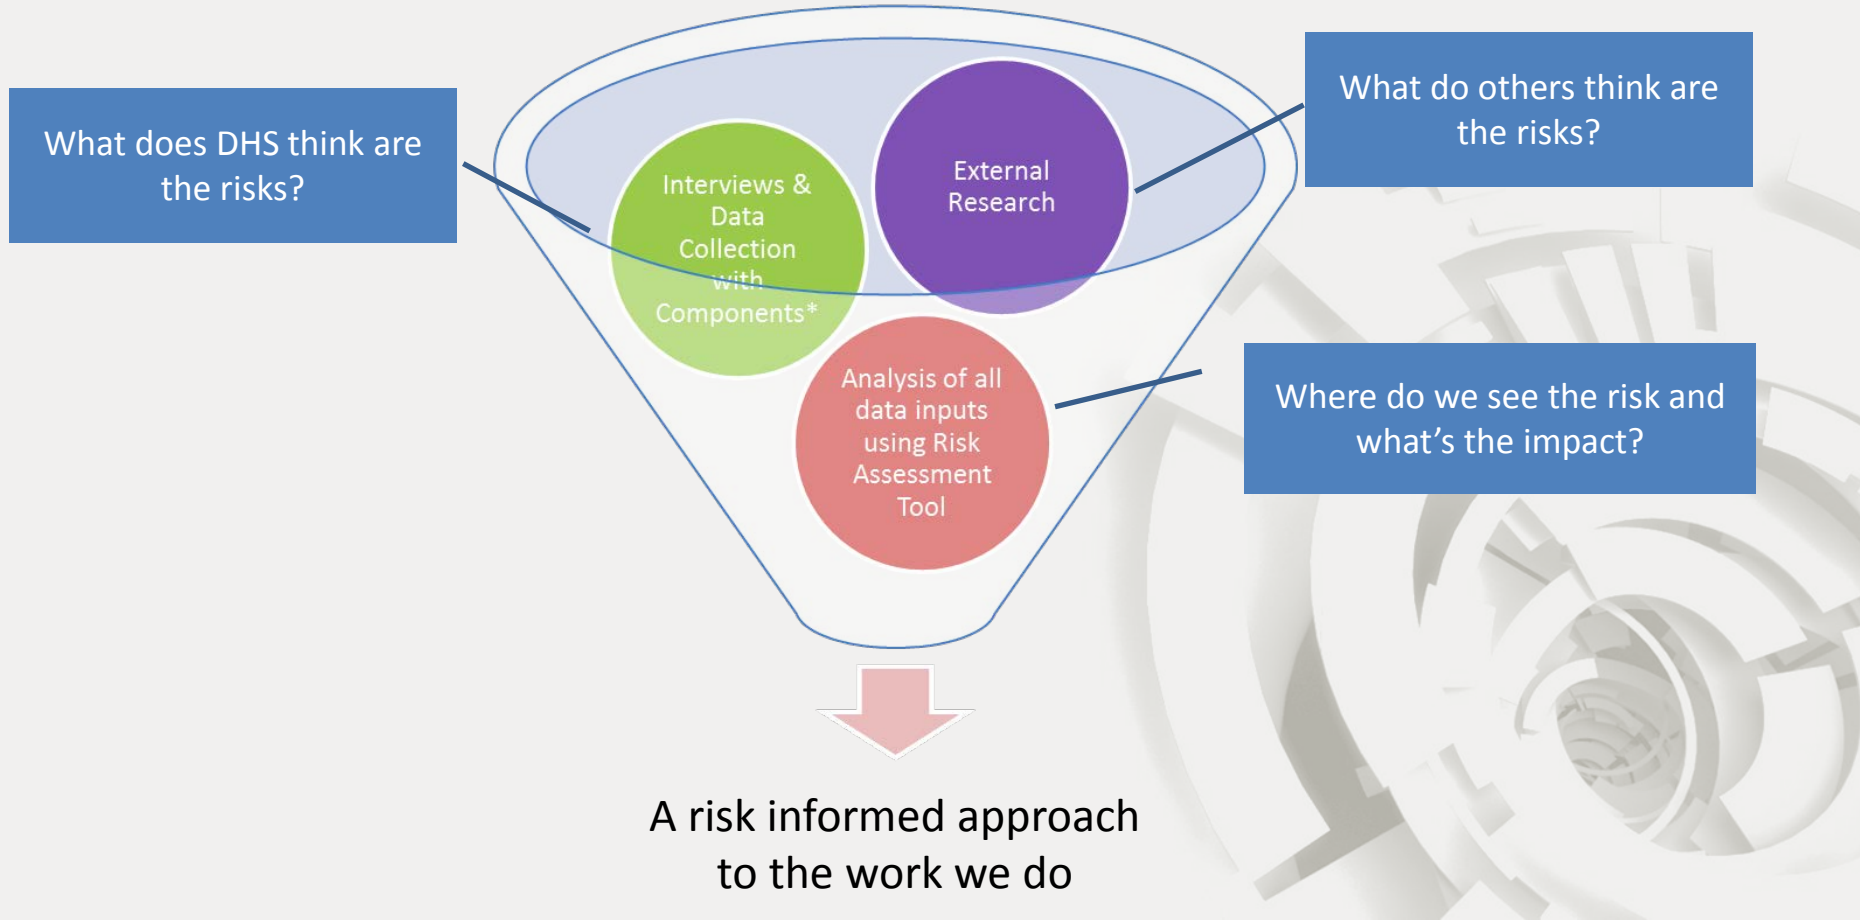 What does DHS think are
the risks?
What do others think are
the risks?
Interviews &
Data
Collection
with
Components*
External
Research
Analysis of all
data inputs
using Risk
Assessment
Tool
Where do we see the risk and
what’s the impact?
A risk informed approach
to the work we do